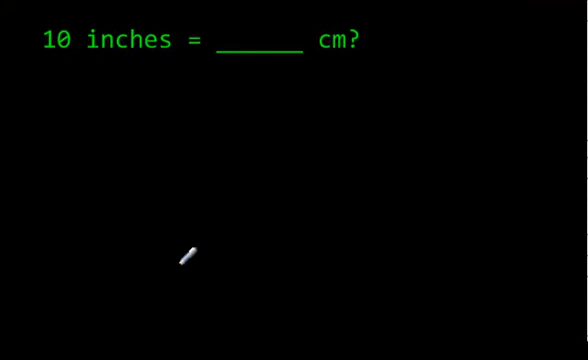 10 inches = ______ cm?